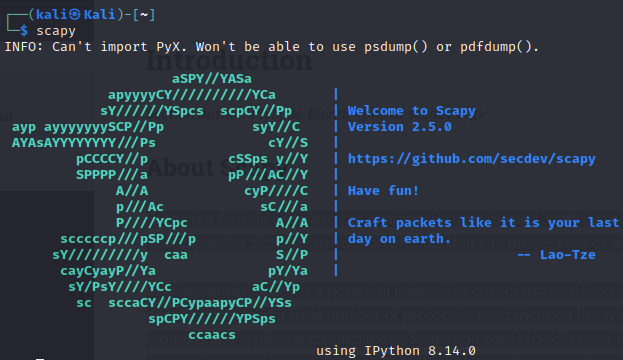 ┌──(kali㉿Kali)-[~]
└─$ scapy
INFO: Can't import PyX. Won't be able to use psdump() or pdfdump().
Introduction
aSPY//YASa
apyyyyCY//////////YCa |
sY//////YSpcs scpCY//Pp | Welcome to Scapy
ayp ayyyyyyySCP//Pp syY//C | Version 2.5.0
AYAsAYYYYYYYY///Ps cY//S |
pCCCCY//p cSSps y//Y | https://github.com/secdev/scapy
SPPPP///a pP///AC//Y |
A//A cyP////C | Have fun!
p///Ac sC///a |
P////YCpc A//A | Craft packets like it is your last
scccccp///pSP///p p//Y | day on earth.
sY/////////y caa S//P | -- Lao-Tze
cayCyayP//Ya pY/Ya |
sY/PsY////YCc aC//Yp
sc sccaCY//PCypaapyCP//YSs
spCPY//////YPSps
ccaacs
using IPython 8.14.0